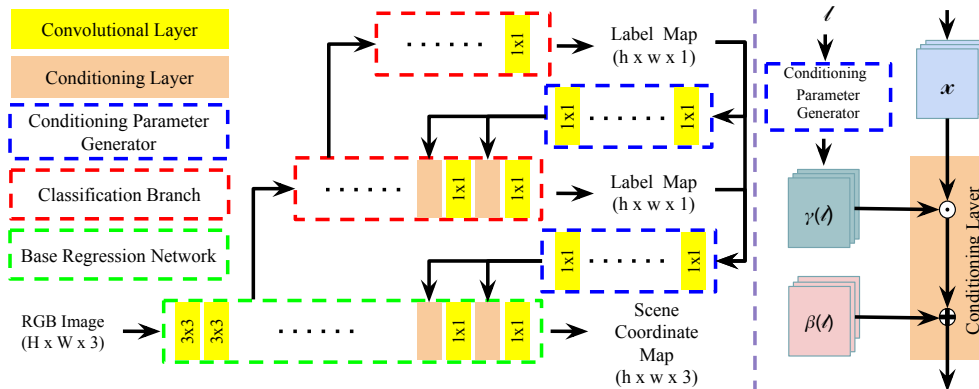 Convolutional Layer
Conditioning Layer
Conditioning Parameter
Generator
Classification Branch
Base Regression Network
RGB Image
(H x W x 3)
3x3
3x3
1x1
1x1
Scene
Coordinate
Map
(h x w x 3)
1x1
1x1
Label Map
(h x w x 1)
1x1
Label Map
(h x w x 1)
1x1
1x1
1x1
1x1
ℓ
Conditioning
Parameter
Generator
x
γ(ℓ)
β(ℓ)
Conditioning Layer